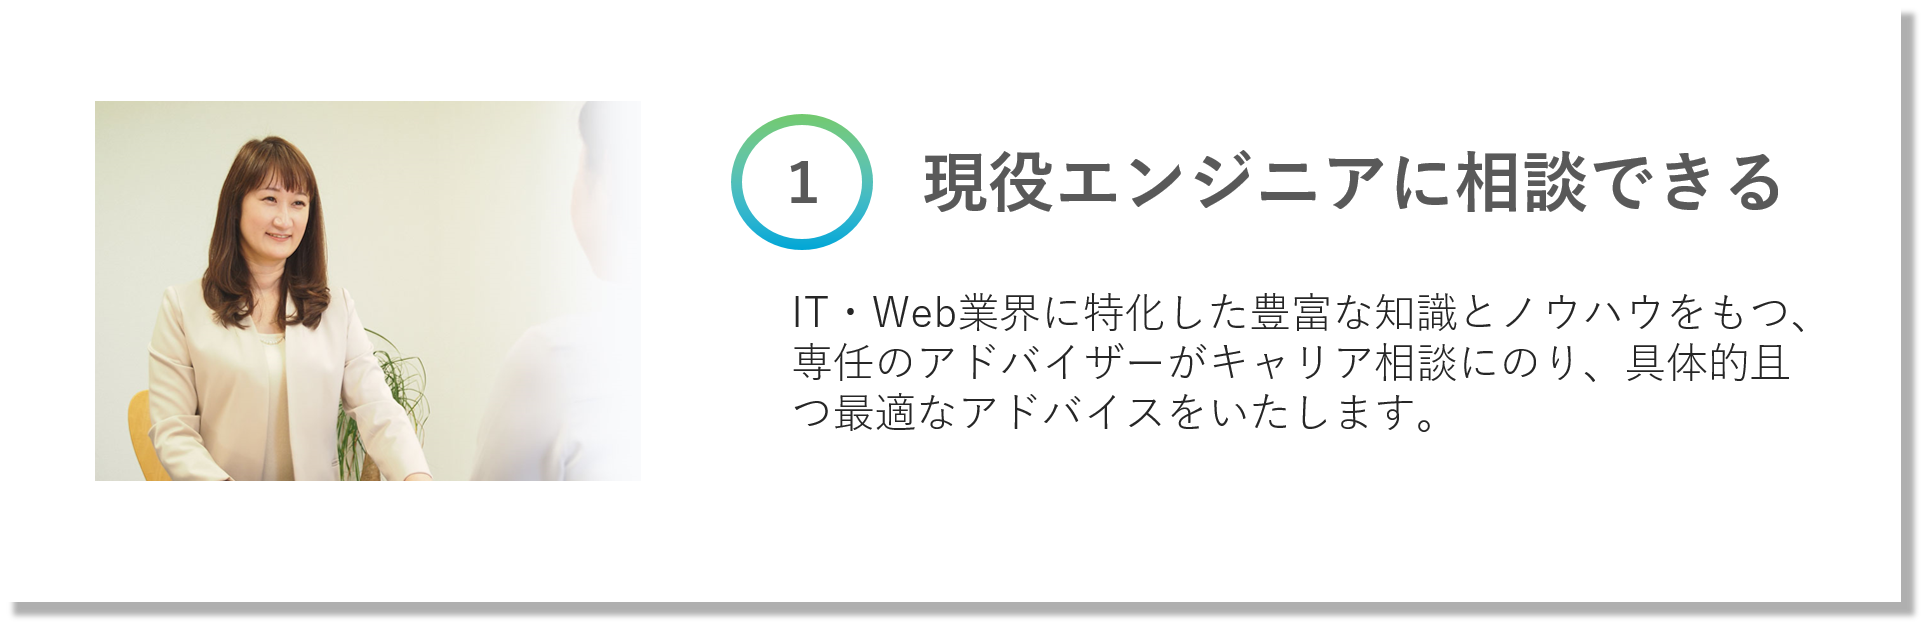 1 現役エンジニアに相談できる
IT・Web業界に特化した豊富な知識とノウハウをもつ、
専任のアドバイザーがキャリア相談にのり、具体的且
つ最適なアドバイスをいたします。